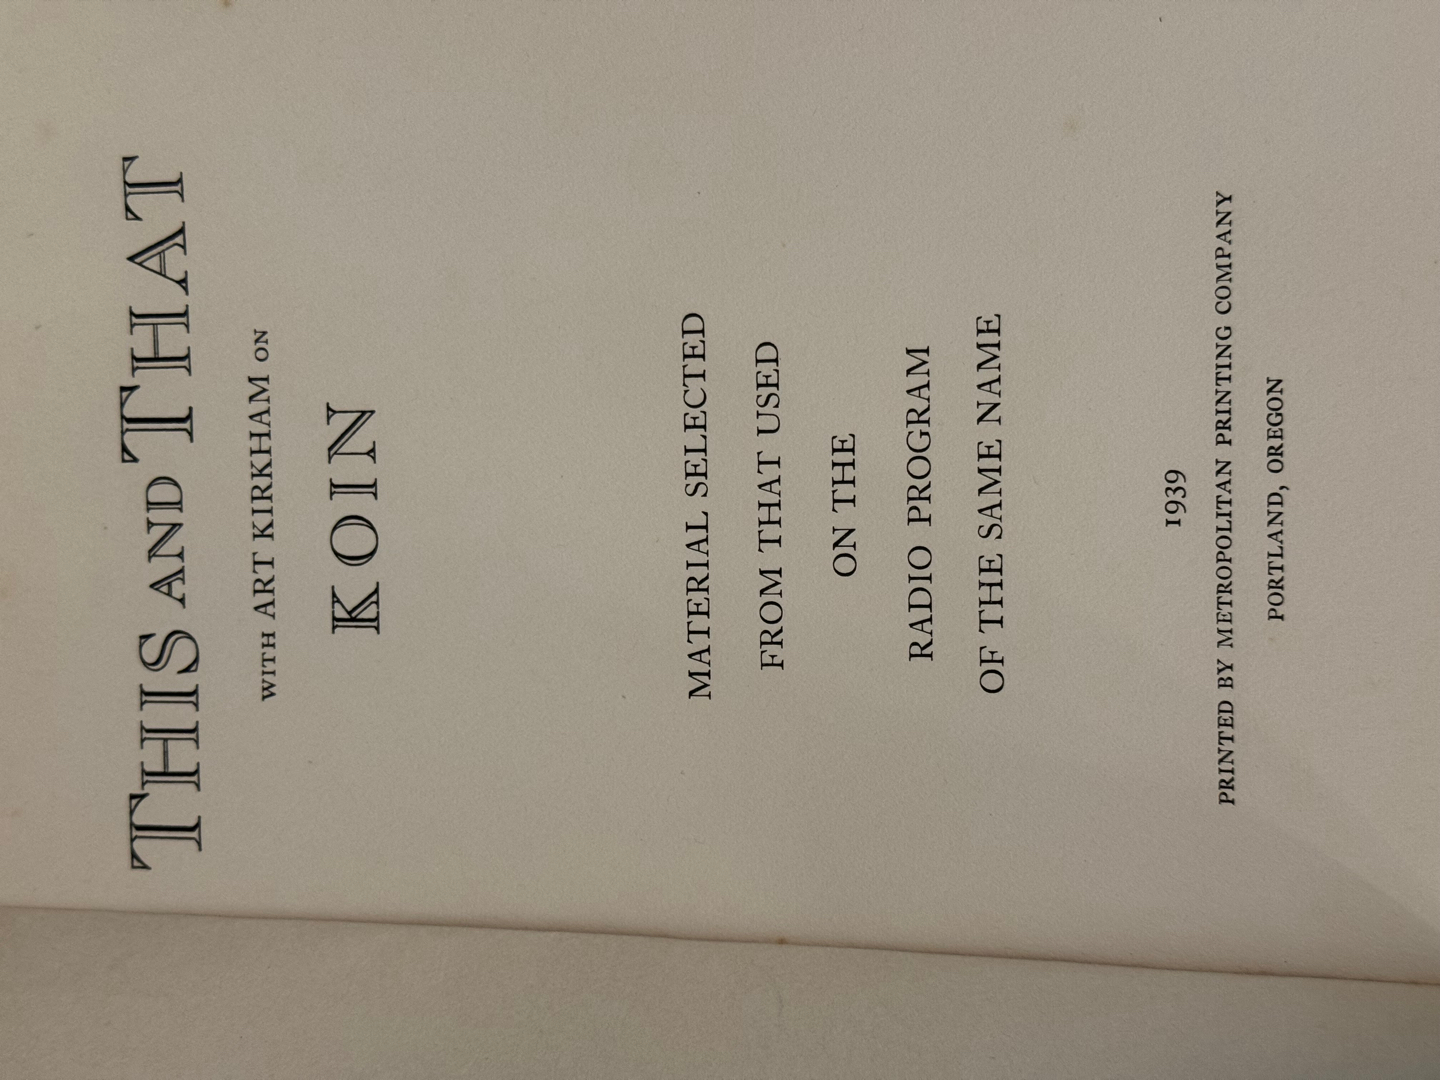 THIS AND THAT
WITH ART KIRKHAM ON
KOIN
MATERIAL SELECTED
FROM THAT USED
ON THE
RADIO PROGRAM
OF THE SAME NAME
1939
PRINTED BY METROPOLITAN PRINTING COMPANY
PORTLAND, OREGON